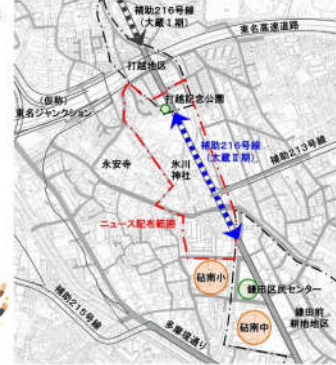 補助216号線
(大蔵Ⅰ期)
東名高速道路
打越地区
(仮称)
東名ジャンクション
打越記念公園
補助216号線
(大蔵Ⅱ期)
補助213号線
永安寺
氷川
神社
ニュース配布範囲
砧南小
鎌田区民センター
鎌田前
耕地地区
砧南中
補助215号線
多摩堤通り